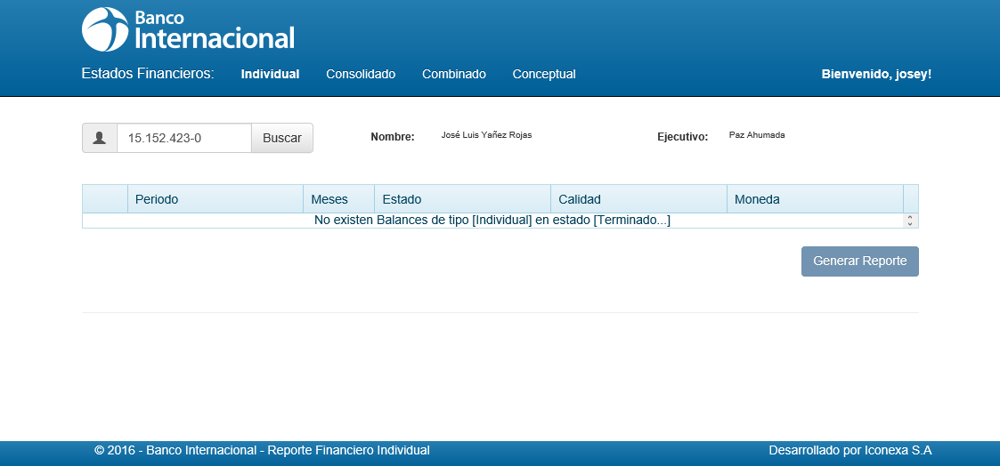 Banco
Internacional
Estados Financieros: Individual Consolidado Combinado Conceptual Bienvenido, josey!
15.152.423-0 Buscar Nombre: José Luis Yañez Rojas Ejecutivo: Paz Ahumada
Periodo Meses Estado Calidad Moneda
No existen Balances de tipo [Individual] en estado [Terminado...]
Generar Reporte
© 2016 - Banco Internacional - Reporte Financiero Individual Desarrollado por Iconexa S.A